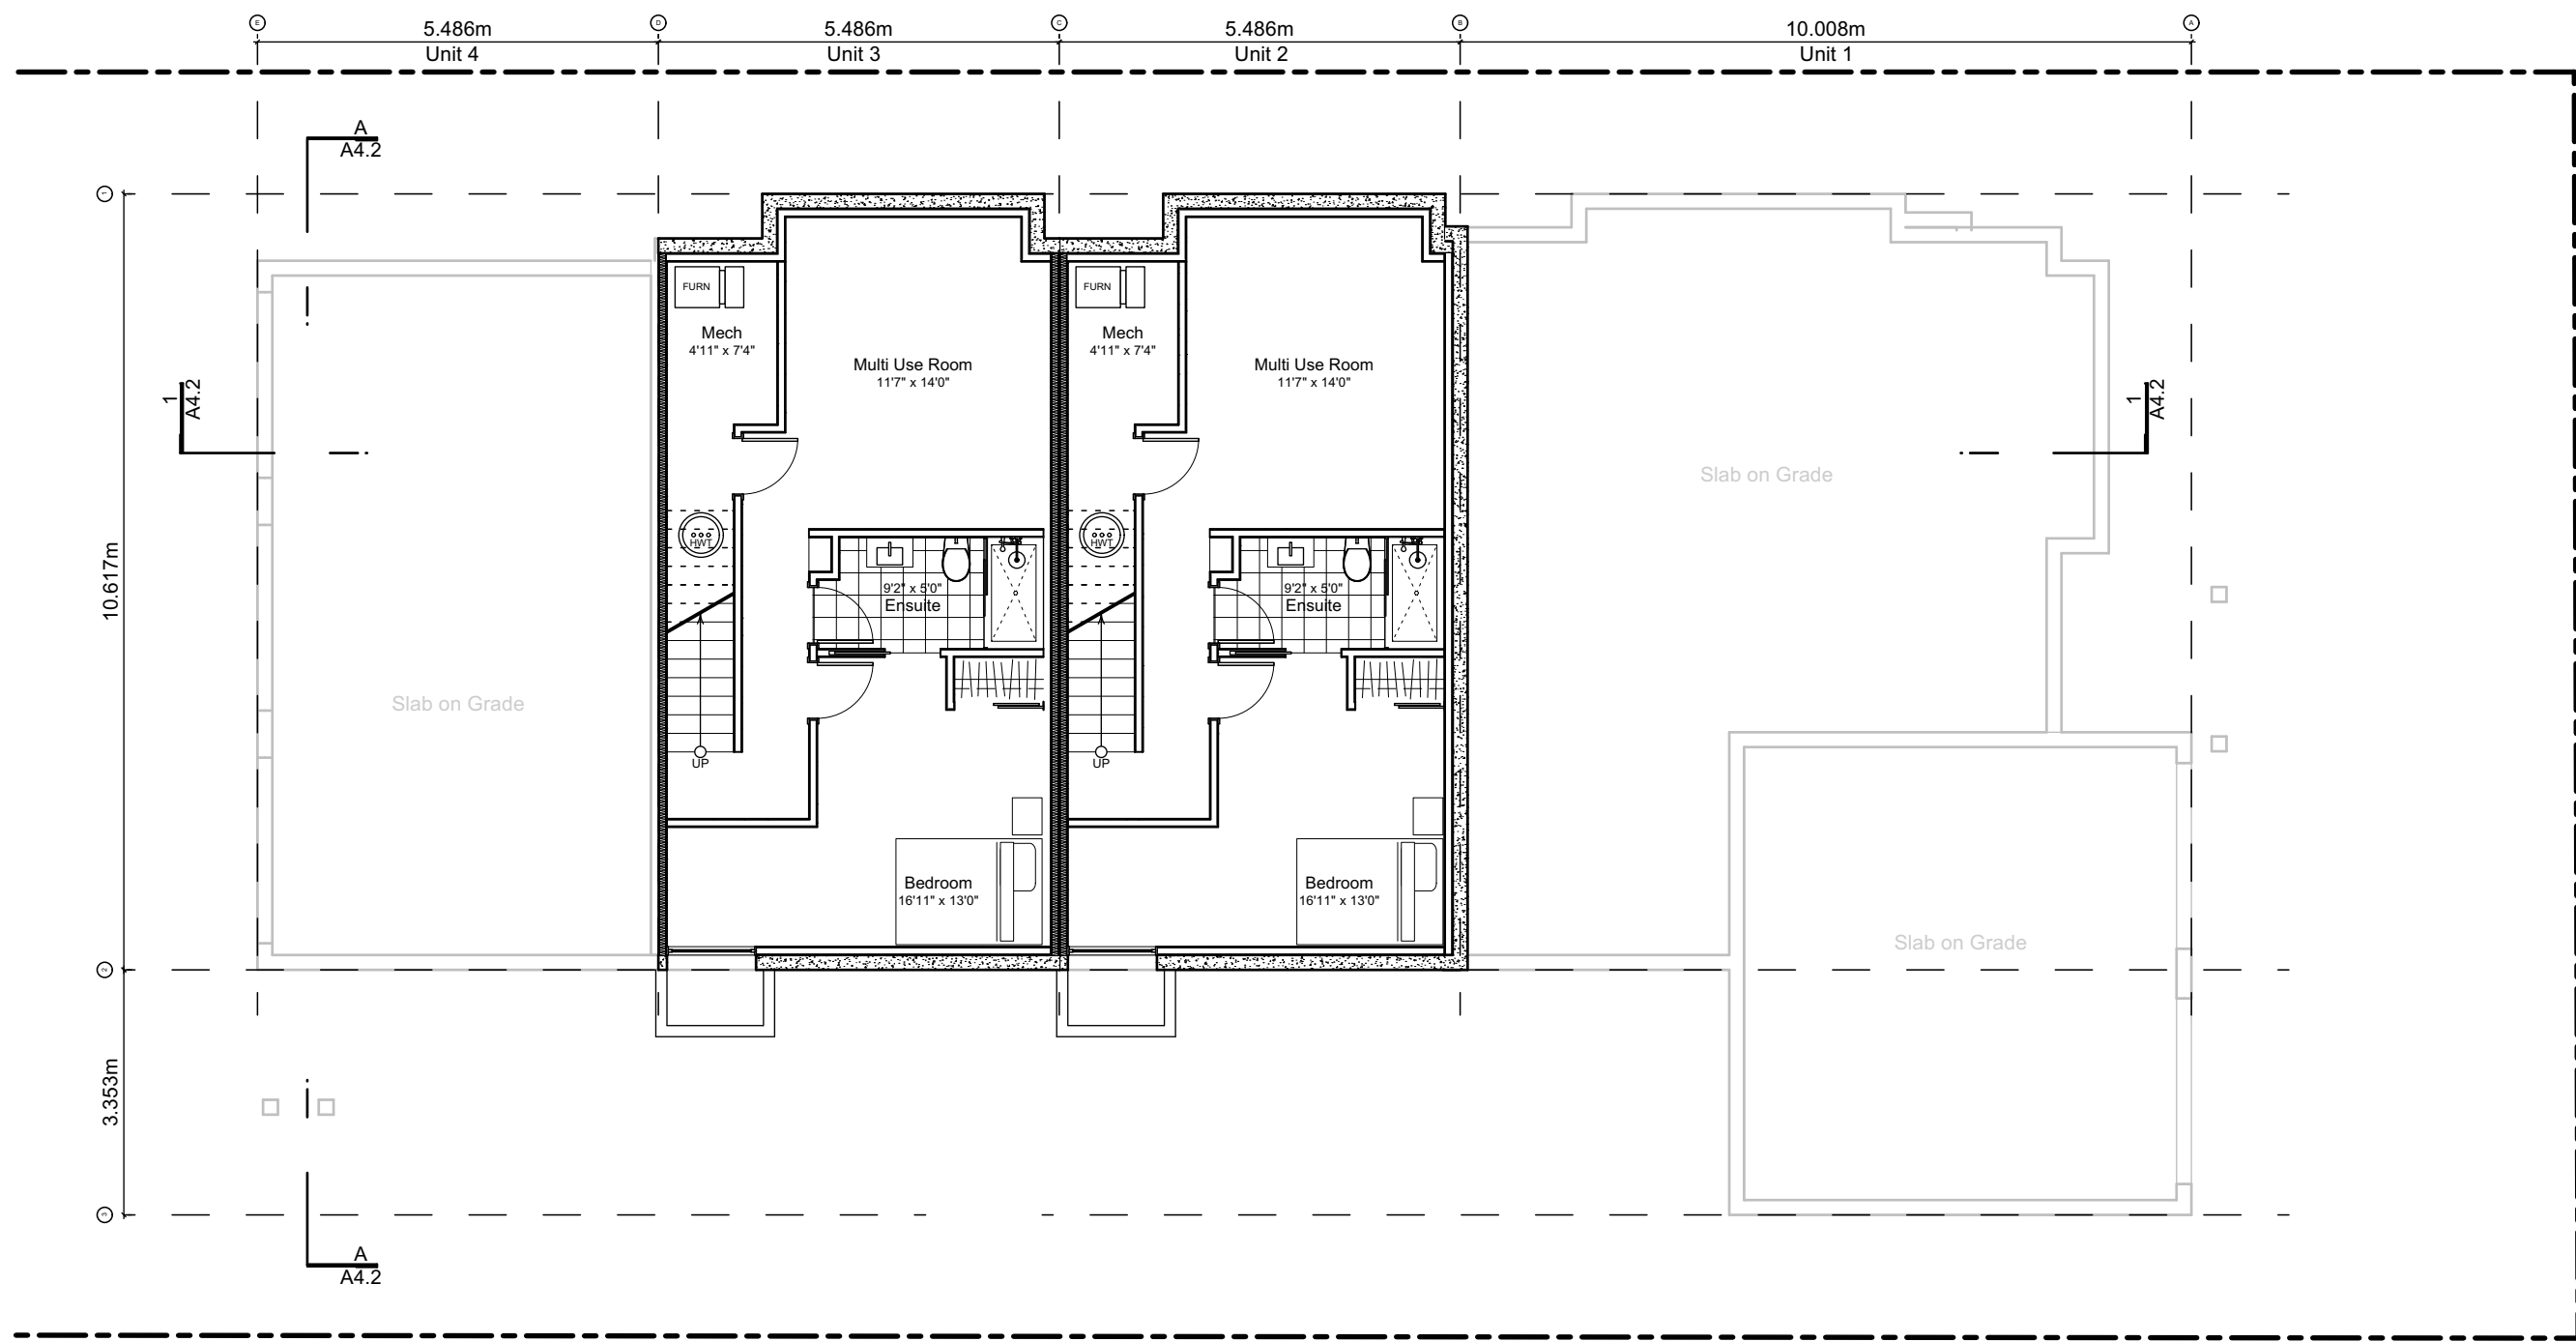 E
D
C
B
A
5.486m
5.486m
5.486m
10.008m
Unit 4
Unit 3
Unit 2
Unit 1
A
A4.2
1
FURN
FURN
Mech
4'11" x 7'4"
Mech
4'11" x 7'4"
Multi Use Room
11'7" x 14'0"
Multi Use Room
11'7" x 14'0"
1
A4.2
1
A4.2
Slab on Grade
HWT
HWT
10.617m
9'2" x 5'0"
Ensuite
9'2" x 5'0"
Ensuite
Slab on Grade
UP
UP
Bedroom
16'11" x 13'0"
Bedroom
16'11" x 13'0"
Slab on Grade
2
3.353m
3
A
A4.2